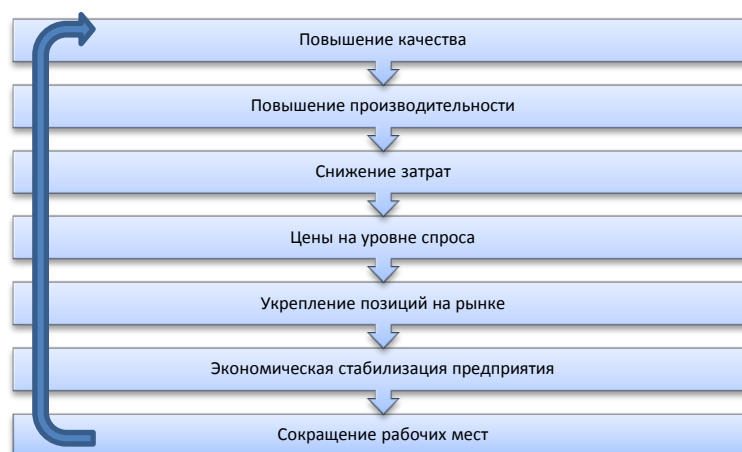 Повышение качества
Повышение производительности
Снижение затрат
Цены на уровне спроса
Укрепление позиций на рынке
Экономическая стабилизация предприятия
Сокращение рабочих мест